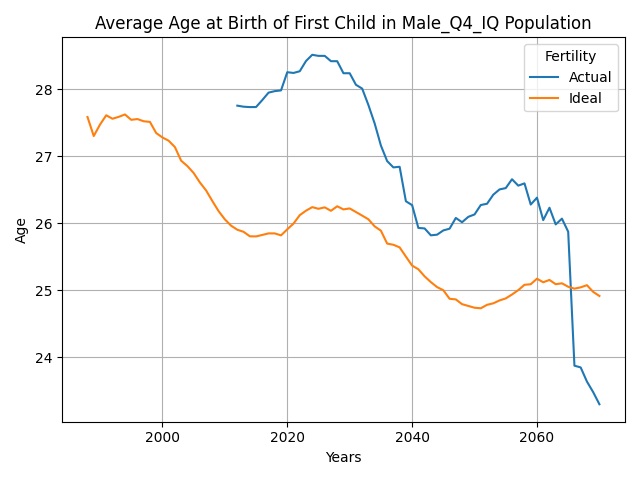 Average Age at Birth of First Child in Male_Q4_IQ Population
Fertility
Actual
Ideal
28
27
26
25
24
Age
2000
2020
2040
2060
Years